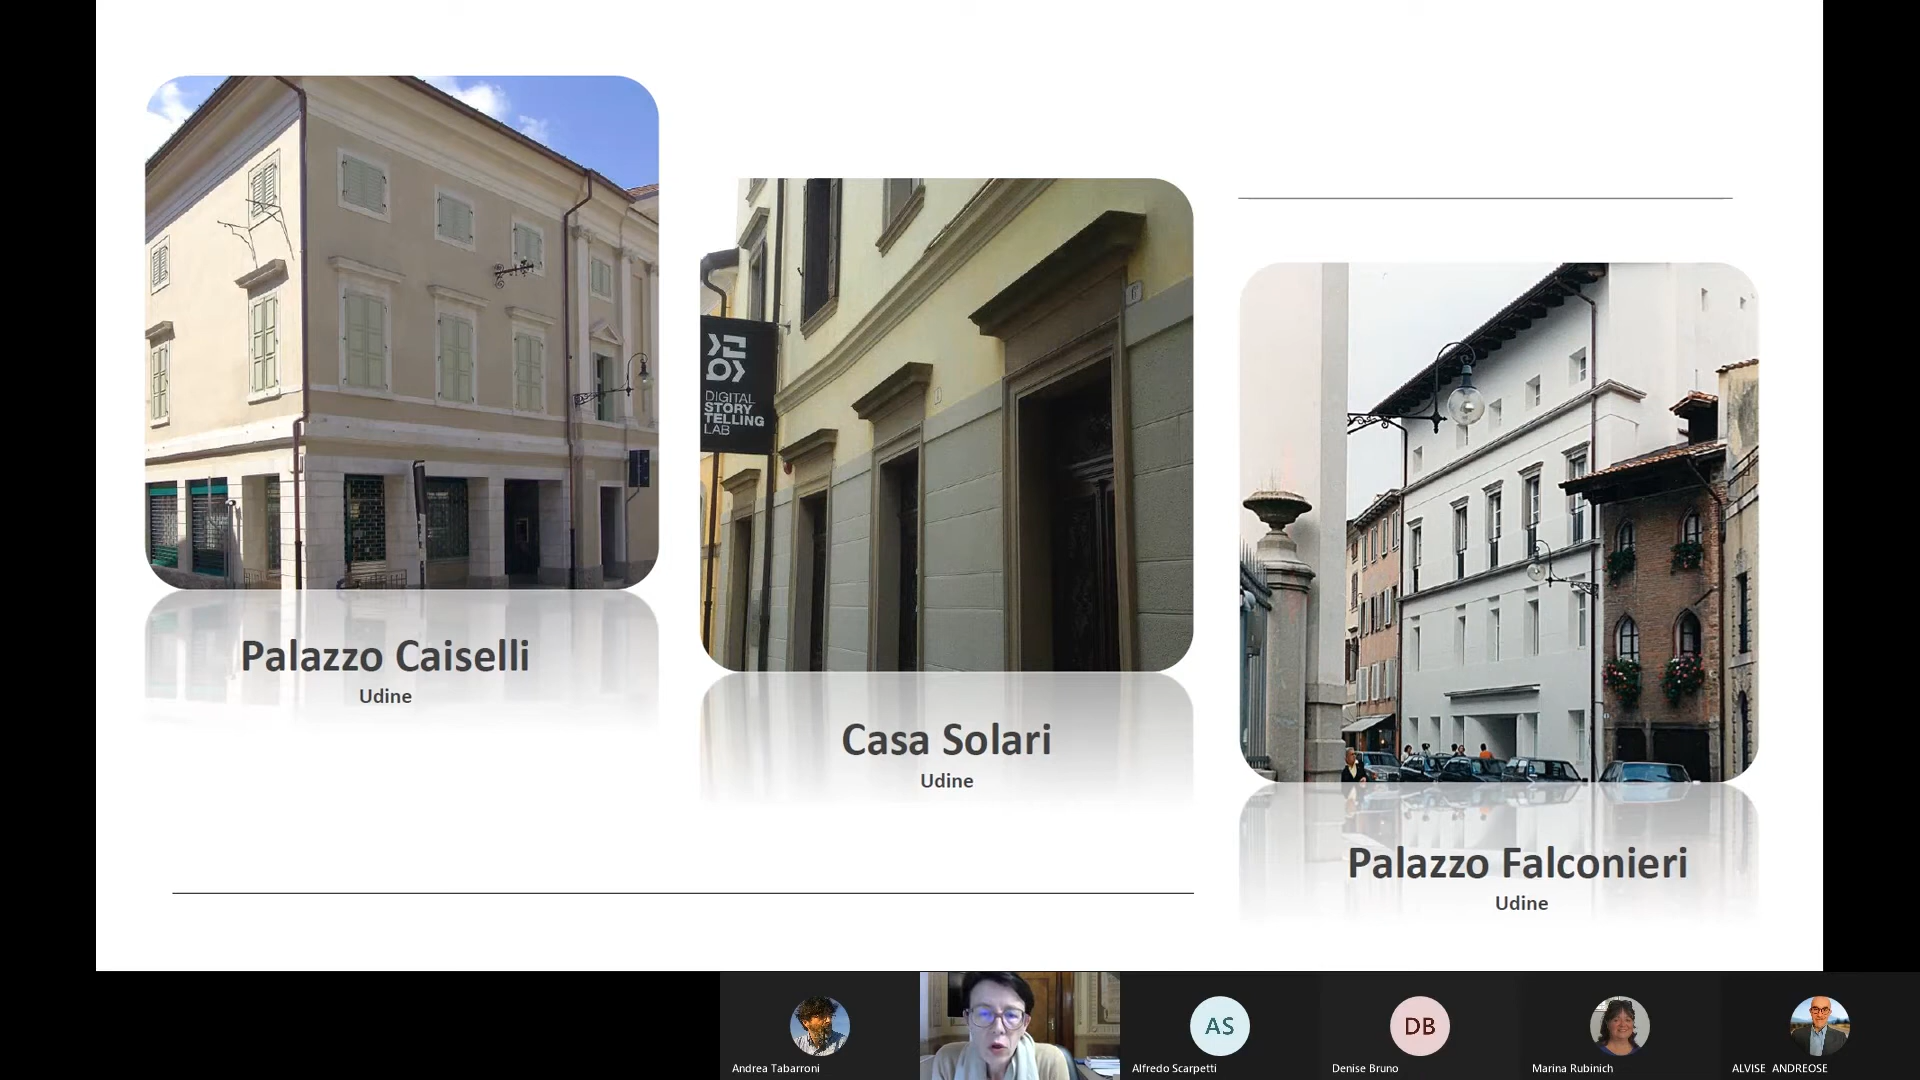 DIGITAL
STORY
TELLING
LAB
Palazzo Caiselli
Udine
Casa Solari
Udine
Palazzo Falconieri
Udine
AS
DB
Andrea Tabarroni
Alfredo Scarpetti
Denise Bruno
Marina Rubinich
ALVISE ANDREOSE